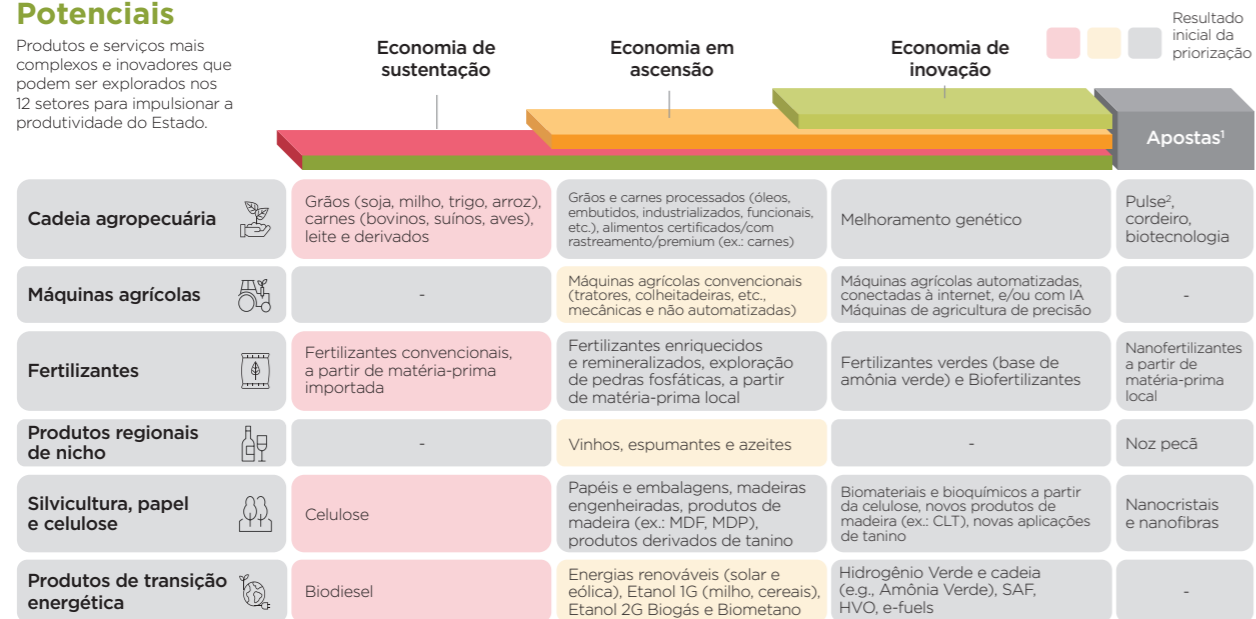 Potenciais
Produtos e serviços mais
complexos e inovadores que
podem ser explorados nos
12 setores para impulsionar a
produtividade do Estado.
Economia de
sustentação
Economia em
ascensão
Economia de
inovação
Resultado
inicial da
priorização
Apostas¹
Cadeia agropecuária
Grãos (soja, milho, trigo, arroz),
carnes (bovinos, suínos, aves),
leite e derivados
Grãos e carnes processados (óleos,
embutidos, industrializados, funcionais,
etc.), alimentos certificados/com
rastreamento/premium (ex.: carnes)
Melhoramento genético
Pulse²,
cordeiro,
biotecnologia
Máquinas agrícolas
-
Máquinas agrícolas convencionais
(tratores, colheitadeiras, etc.,
mecânicas e não automatizadas)
Máquinas agrícolas automatizadas,
conectadas à internet, e/ou com IA
Máquinas de agricultura de precisão
-
Fertilizantes
Fertilizantes convencionais,
a partir de matéria-prima
importada
Fertilizantes enriquecidos
e remineralizados, exploração
de pedras fosfáticas, a partir
de matéria-prima local
Fertilizantes verdes (base de
amônia verde) e Biofertilizantes
Nanofertilizantes
a partir de
matéria-prima
local
Produtos regionais
de nicho
-
Vinhos, espumantes e azeites
-
Noz pecã
Silvicultura, papel
e celulose
Celulose
Papéis e embalagens, madeiras
engenheiradas, produtos de
madeira (ex.: MDF, MDP),
produtos derivados de tanino
Biomateriais e bioquímicos a partir
da celulose, novos produtos de
madeira (ex.: CLT), novas aplicações
de tanino
Nanocristais
e nanofibras
Produtos de transição
energética
Biodiesel
Energias renováveis (solar e
eólica), Etanol 1G (milho, cereais),
Etanol 2G Biogás e Biometano
Hidrogênio Verde e cadeia
(e.g., Amônia Verde), SAF,
HVO, e-fuels
-